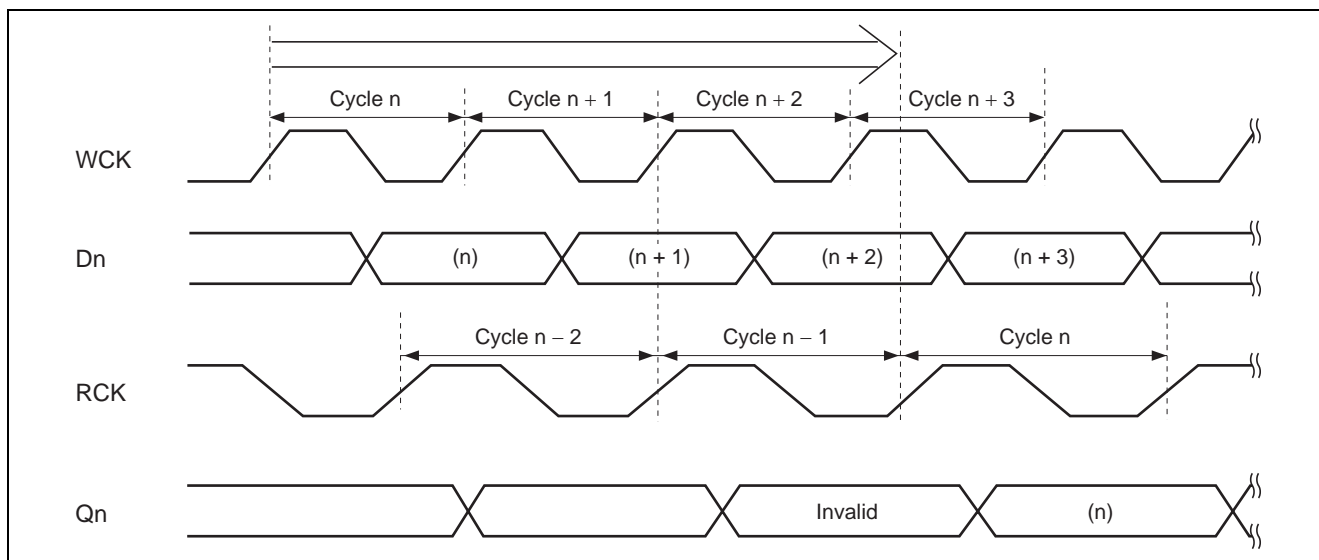 Cycle n Cycle n + 1 Cycle n + 2 Cycle n + 3
WCK
Dn (n) (n + 1) (n + 2) (n + 3)
Cycle n − 2 Cycle n − 1 Cycle n
RCK
Qn Invalid (n)